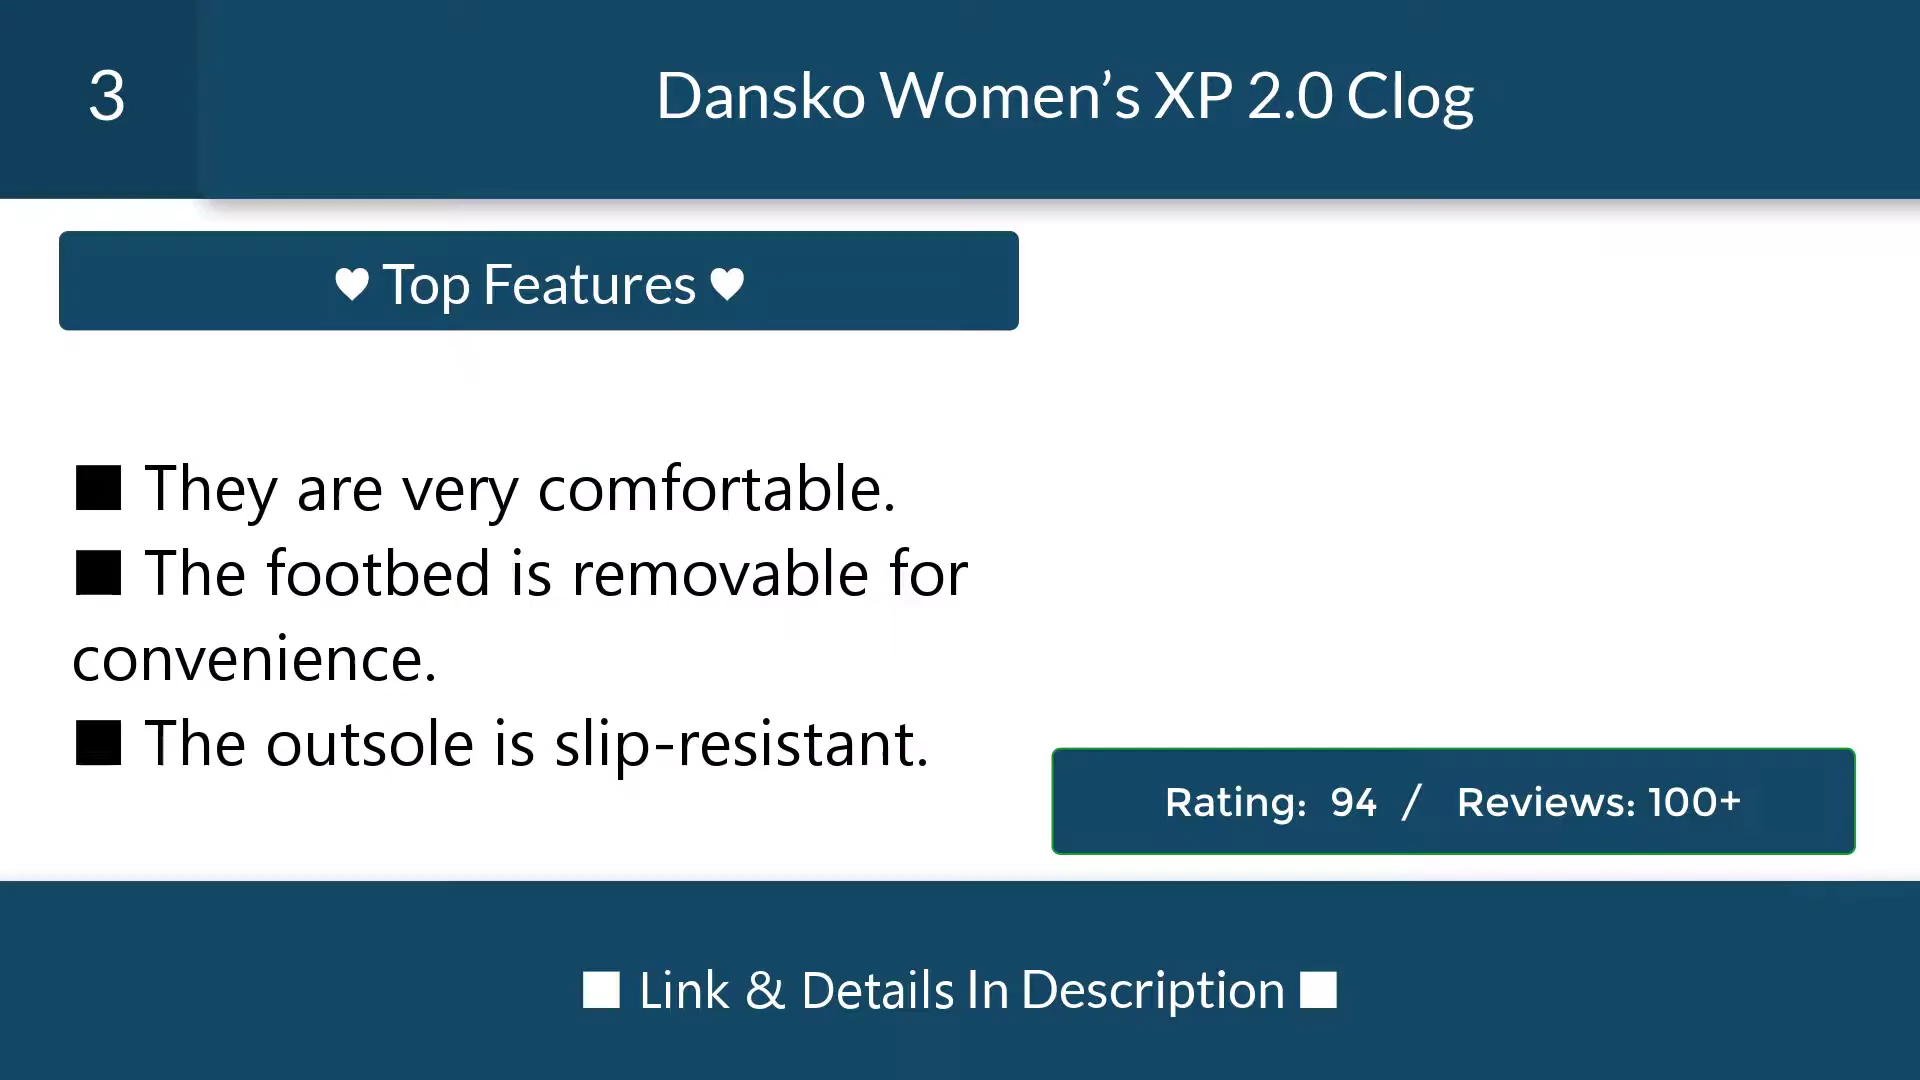 3
Dansko Women’s XP 2.0 Clog
♥ Top Features ♥
■ They are very comfortable.
■ The footbed is removable for
convenience.
■ The outsole is slip-resistant.
Rating: 94 / Reviews: 100+
■ Link & Details In Description ■